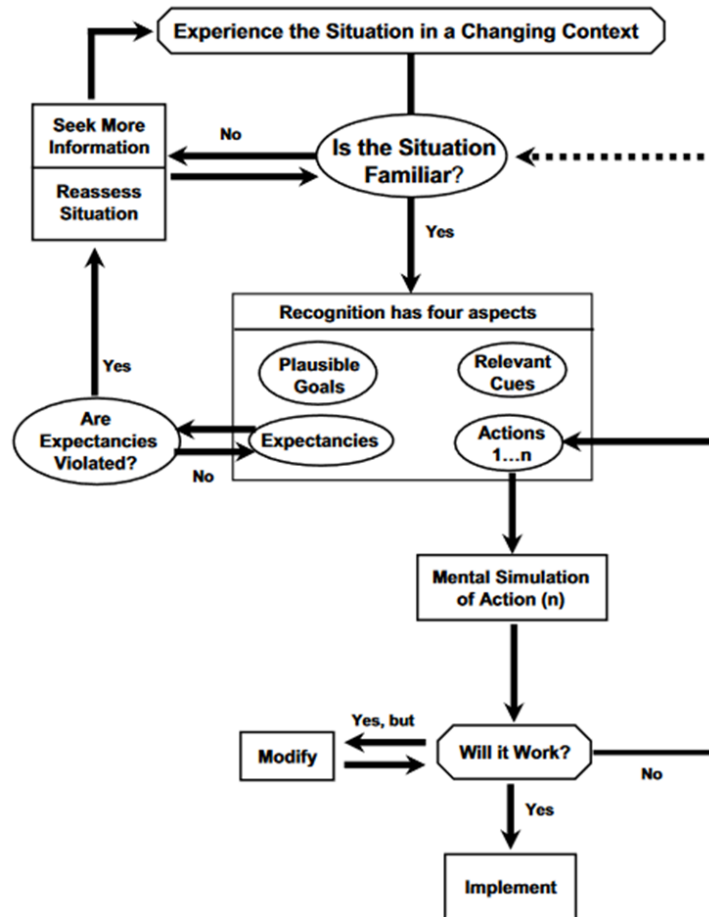 Experience the Situation in a Changing Context
Seek More
Information
No
Is the Situation
Familiar?
Reassess
Situation
Yes
Recognition has four aspects
Plausible
Goals
Relevant
Cues
Yes
Are
Expectancies
Violated?
No
Expectancies
Actions
1...n
Mental Simulation
of Action (n)
Yes, but
Modify
Will it Work?
No
Yes
Implement